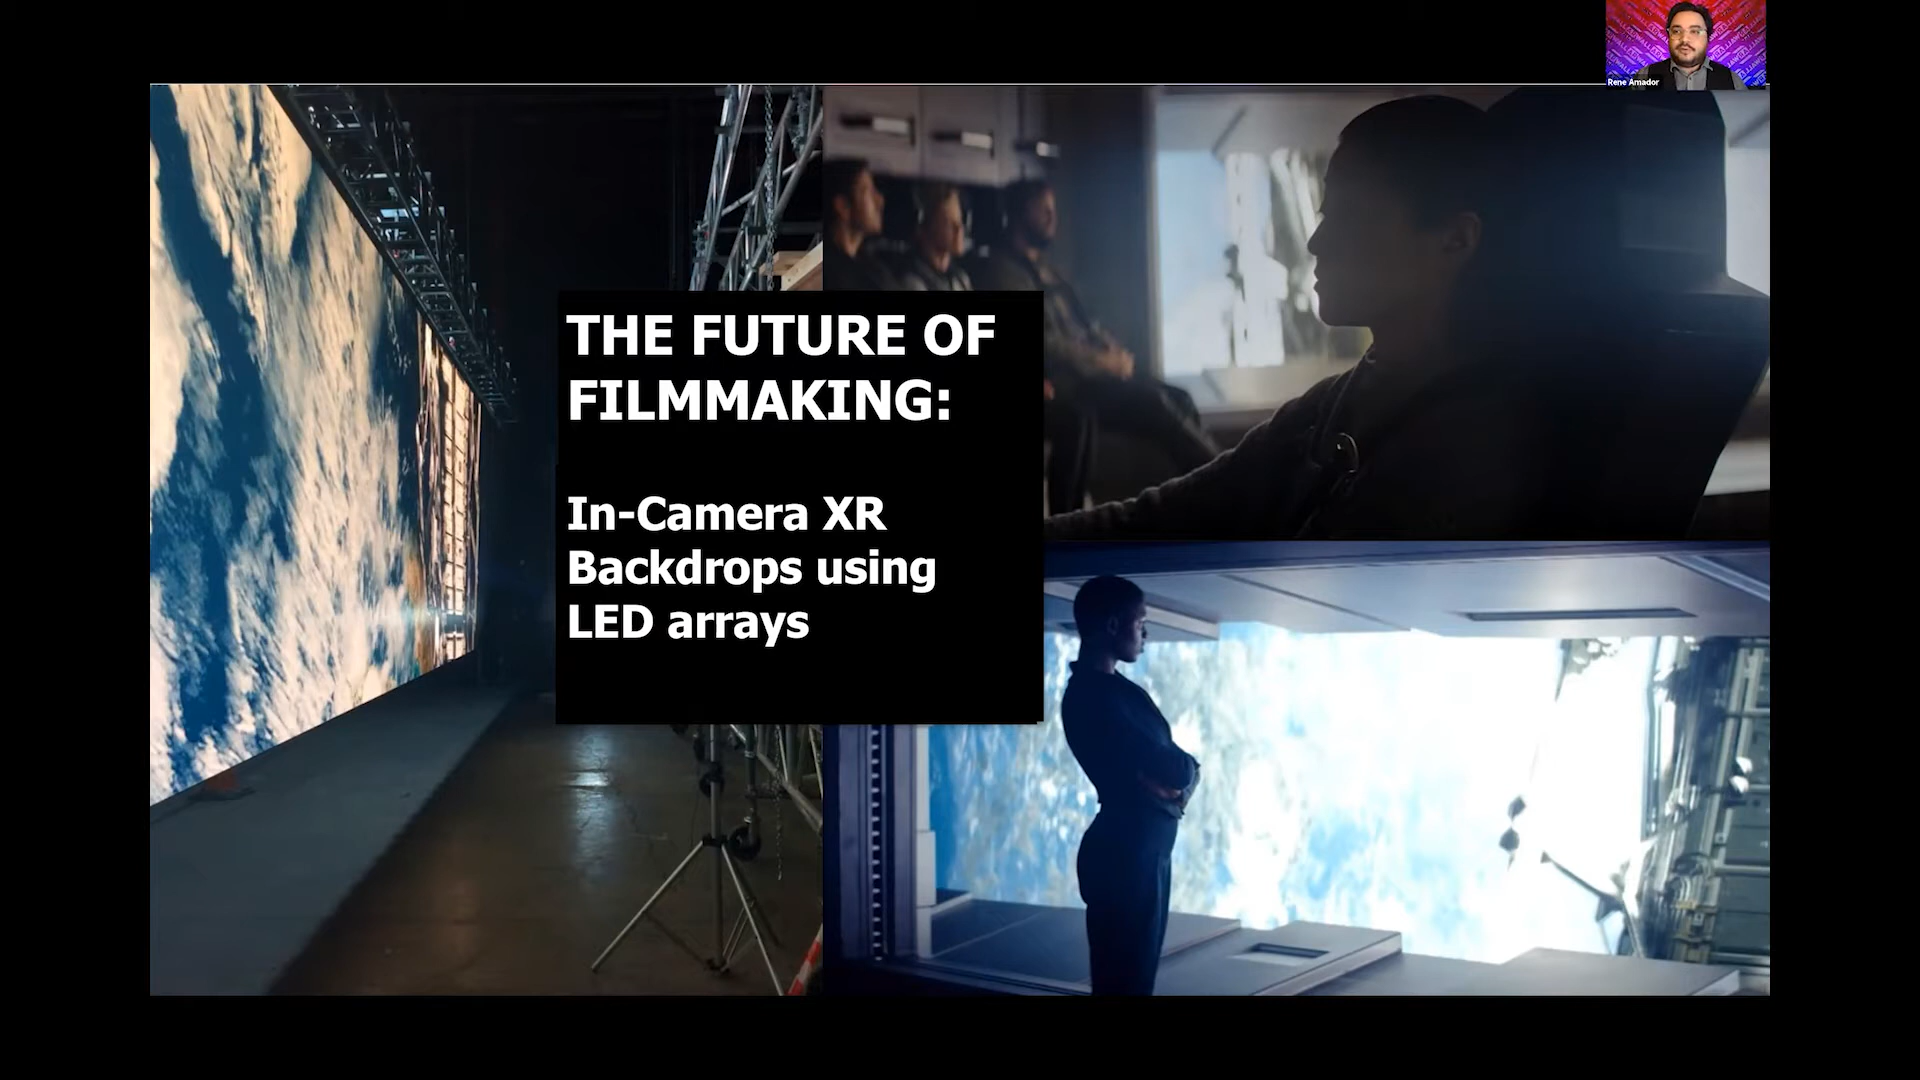 Rene Amador
THE FUTURE OF
FILMMAKING:
In-Camera XR
Backdrops using
LED arrays